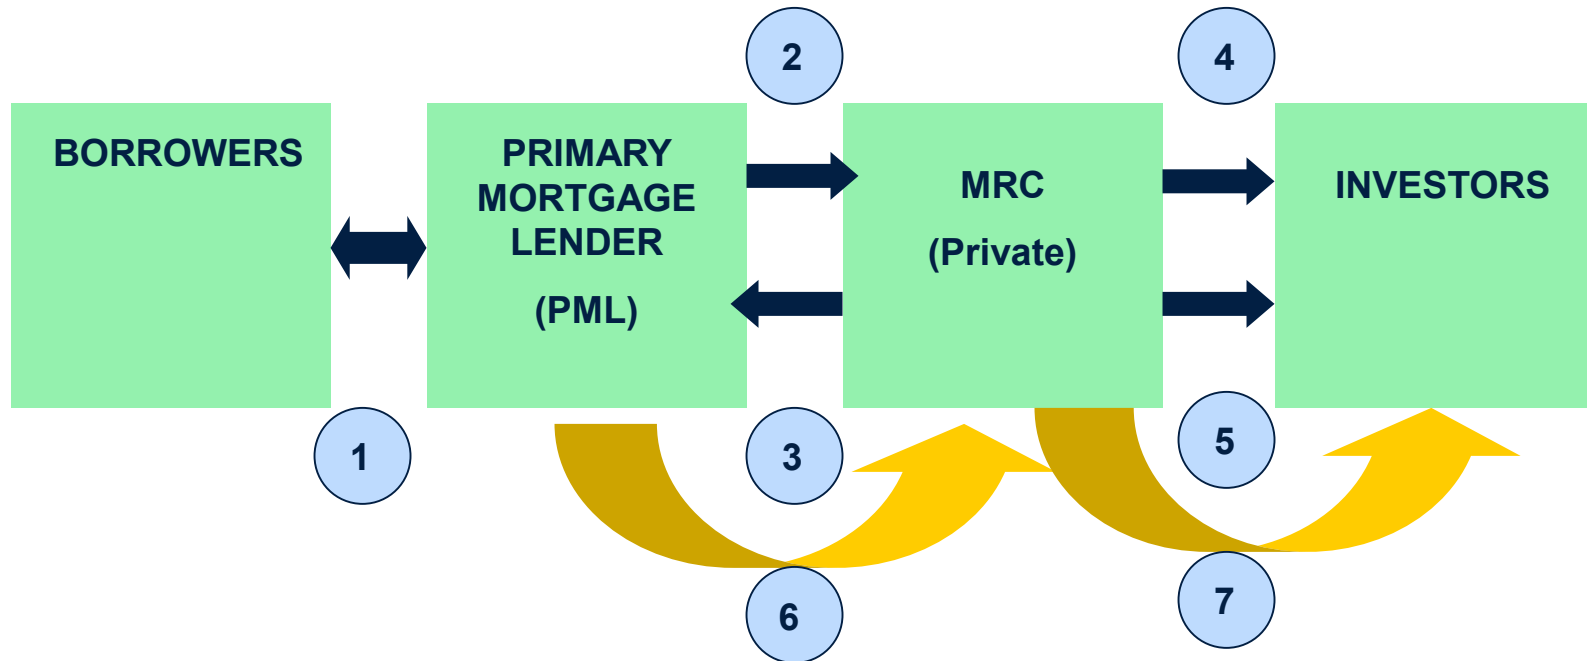 2
4
BORROWERS
PRIMARY
MORTGAGE
LENDER
(PML)
MRC
(Private)
INVESTORS
1
3
5
6
7